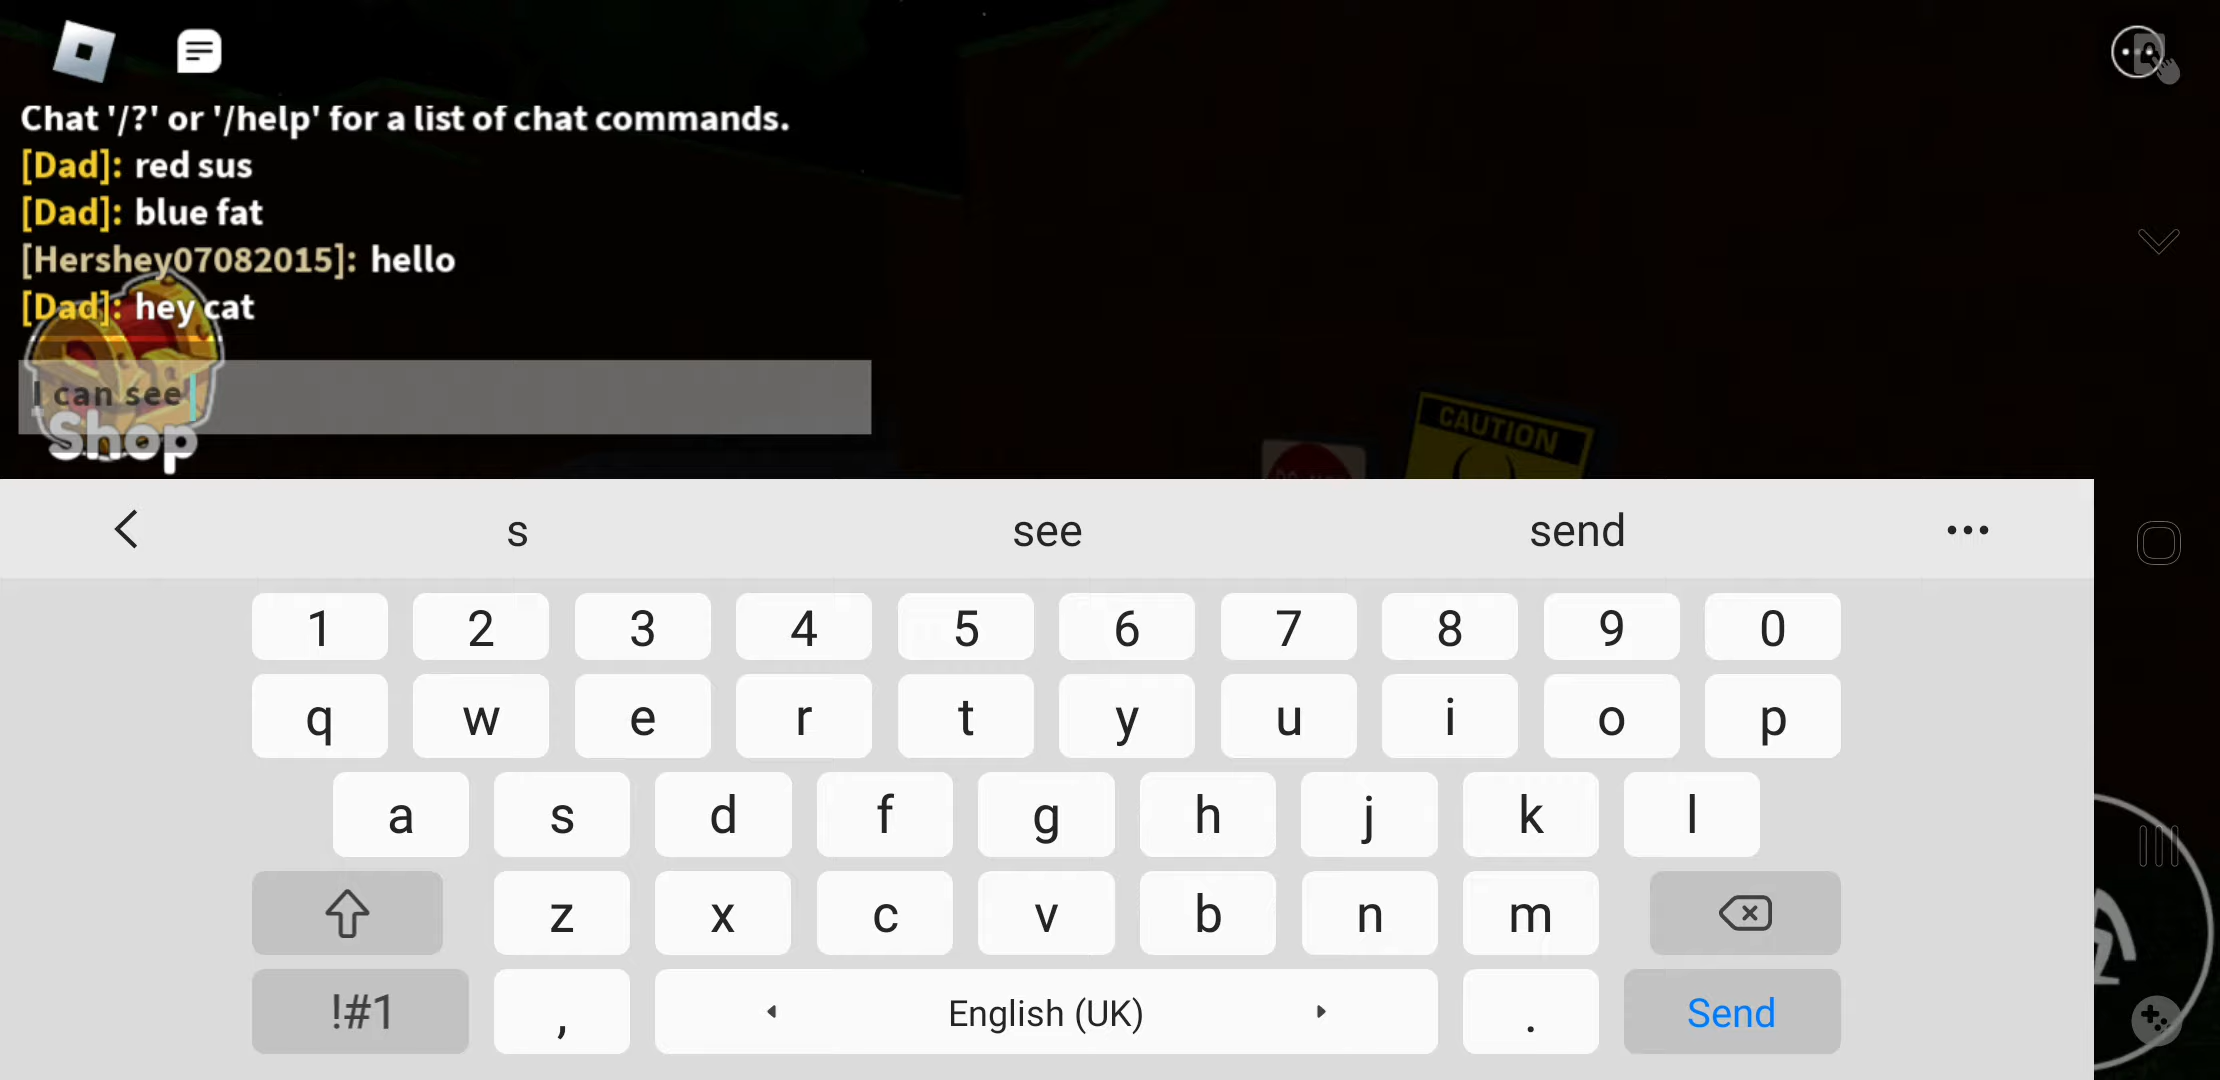 Chat '/?' or '/help' for a list of chat commands.
[Dad]: red sus
[Dad]: blue fat
[Hershey07082015]: hello
[Dad]: hey cat
I can see
Shop
CAUTION
s see send
1 2 3 4 5 6 7 8 9 0
q w e r t y u i o p
a s d f g h j k l
z x c v b n m
!#1 , English (UK) . Send